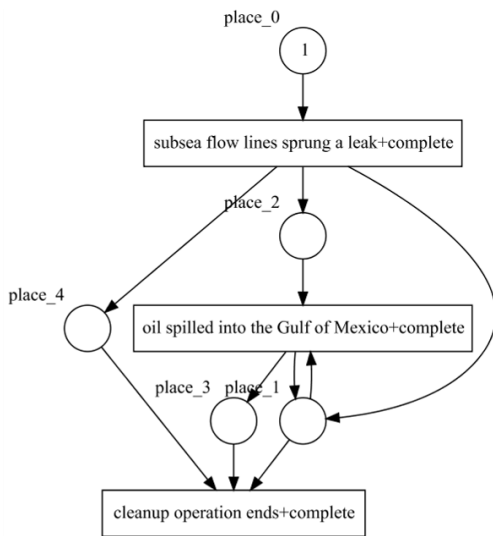 place_0
1
subsea flow lines sprung a leak+complete
place_2
place_4
oil spilled into the Gulf of Mexico+complete
place_3 place_1
cleanup operation ends+complete